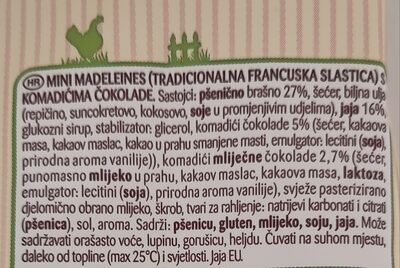 HR MINI MADELEINES (TRADICIONALNA FRANCUSKA SLASTICA) S
KOMADIĆIMA ČOKOLADE. Sastojci: pšenično brašno 27%, šećer, biljna ulja
(repičino, suncokretovo, kokosovo, soje u promjenjivim udjelima), jaja 16%,
glukozni sirup, stabilizator: glicerol, komadići čokolade 5% (šećer, kakaova
masa, kakaov maslac, kakao u prahu smanjene masti, emulgator: lecitini (soja),
prirodna aroma vanilije)), komadići mliječne čokolade 2,7% (šećer,
punomasno mlijeko u prahu, kakaov maslac, kakaova masa, laktoza,
emulgator: lecitini (soja), prirodna aroma vanilije), svježe pasterizirano
djelomično obrano mlijeko, škrob, tvari za rahljenje: natrijevi karbonati i citrati
(pšenica), sol, aroma. Sadrži: pšenicu, gluten, mlijeko, soju, jaja. Može
sadržavati orašasto voće, lupinu, gorušicu, heljdu. Čuvati na suhom mjestu,
daleko od topline (max 25°C) i svjetlosti. Jaja EU.